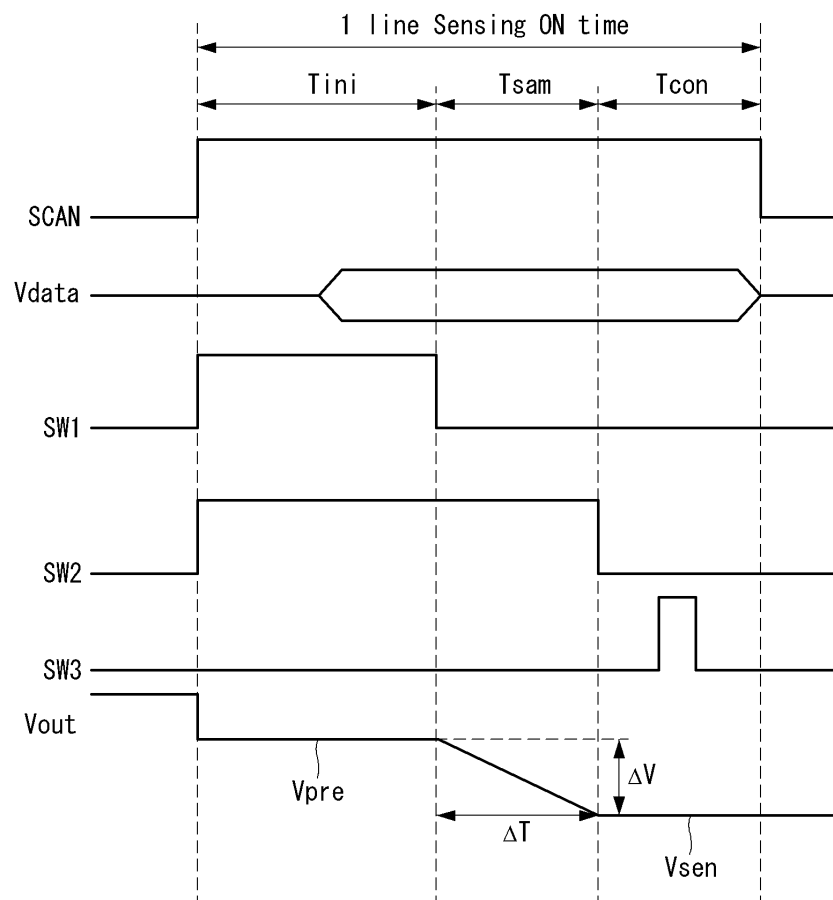 1 line Sensing ON time
Tini
Tsam
Tcon
SCAN
Vdata
SW1
SW2
SW3
Vout
Vpre
ΔV
ΔT
Vsen